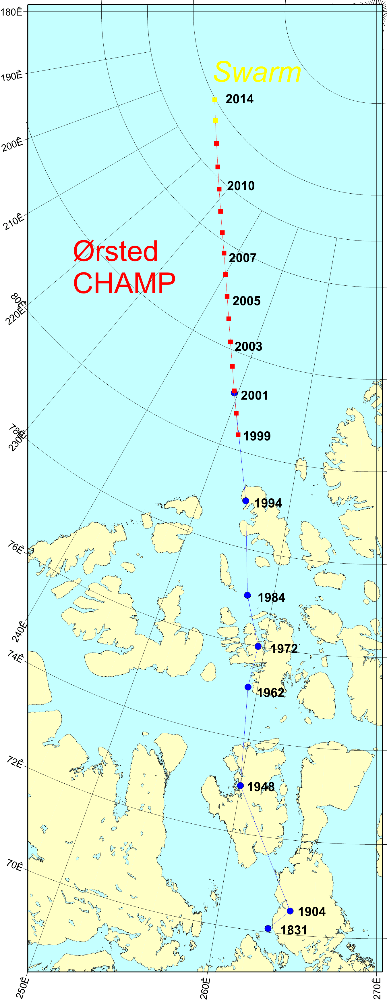 180Ê
190Ê
Swarm
2014
200Ê
2010
210Ê
Ørsted
2007
CHAMP
2005
80Ê
220Ê
2003
2001
78Ê
230Ê
1999
1994
76Ê
1984
240Ê
1972
74Ê
1962
72Ê
1948
70Ê
1904
1831
250Ê
260Ê
270Ê